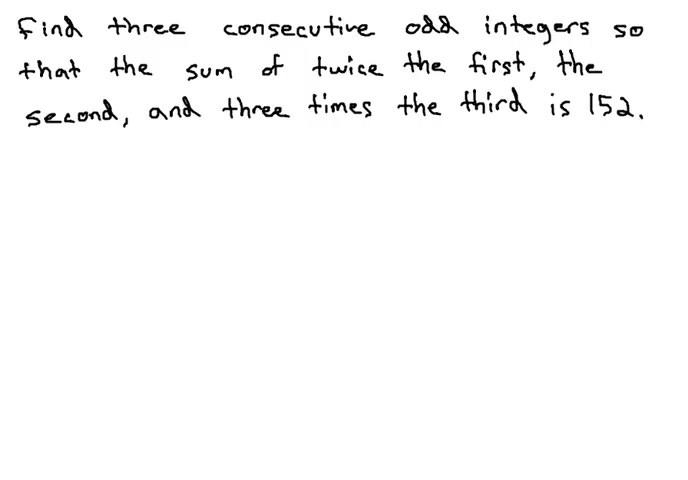 Find three consecutive odd integers so
that the sum of twice the first, the
second, and three times the third is 152.